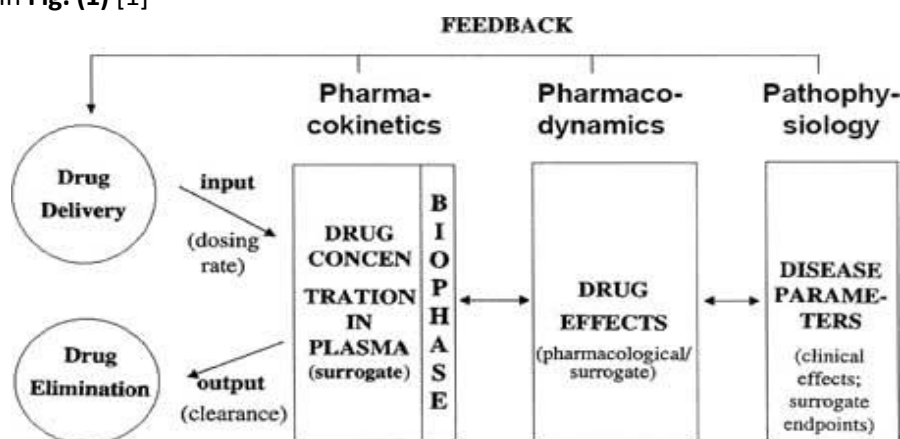 in Fig. (1) [1]
FEEDBACK
Pharma-
cokinetics
Pharmaco-
dynamics
Pathophy-
siology
Drug
Delivery
input
(dosing
rate)
DRUG
CONCEN
TRATION
IN
PLASMA
(surrogate)
B
I
O
P
H
A
S
E
DRUG
EFFECTS
(pharmacological/
surrogate)
DISEASE
PARAME-
TERS
(clinical
effects;
surrogate
endpoints)
Drug
Elimination
output
(clearance)